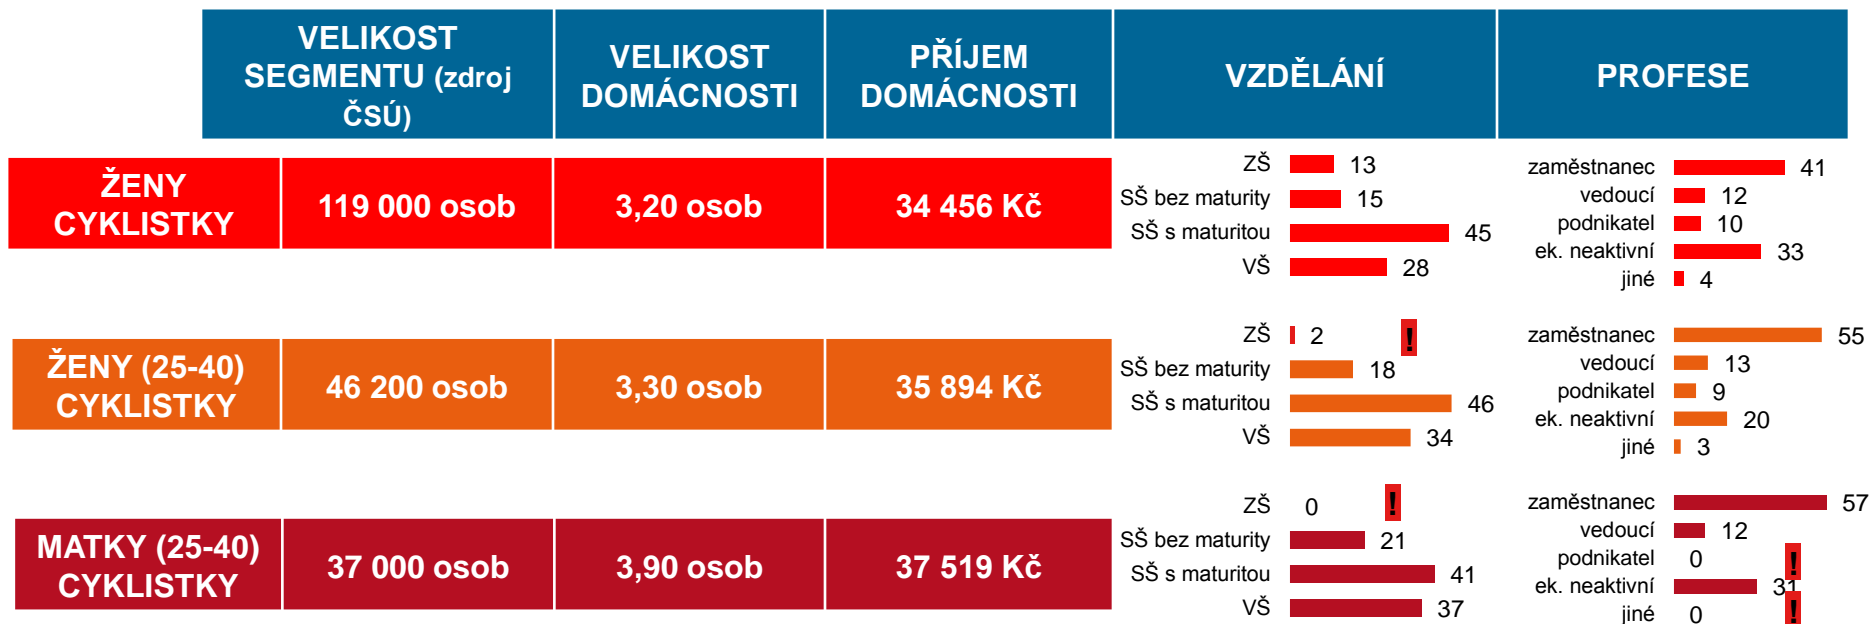 VELIKOST
SEGMENTU (zdroj
ČSÚ)
VELIKOST
DOMÁCNOSTI
PŘÍJEM
DOMÁCNOSTI
VZDĚLÁNÍ
PROFESE
ŽENY
CYKLISTKY
119 000 osob
3,20 osob
34 456 Kč
ZŠ 13
SŠ bez maturity 15
SŠ s maturitou 45
VŠ 28
zaměstnanec 41
vedoucí 12
podnikatel 10
ek. neaktivní 33
jiné 4
ŽENY (25-40)
CYKLISTKY
46 200 osob
3,30 osob
35 894 Kč
ZŠ 2 !
SŠ bez maturity 18
SŠ s maturitou 46
VŠ 34
zaměstnanec 55
vedoucí 13
podnikatel 9
ek. neaktivní 20
jiné 3
MATKY (25-40)
CYKLISTKY
37 000 osob
3,90 osob
37 519 Kč
ZŠ 0 !
SŠ bez maturity 21
SŠ s maturitou 41
VŠ 37
zaměstnanec 57
vedoucí 12
podnikatel 0 !
ek. neaktivní 31
jiné 0 !